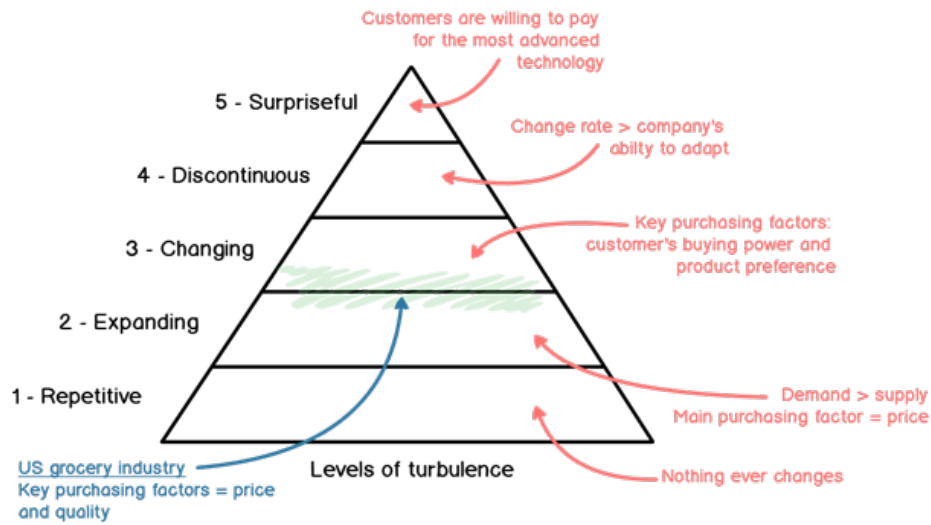 Customers are willing to pay
for the most advanced
technology
5 - Surpriseful
Change rate > company's
abilty to adapt
4 - Discontinuous
Key purchasing factors:
customer's buying power and
product preference
3 - Changing
2 - Expanding
1 - Repetitive
Demand > supply
Main purchasing factor = price
US grocery industry
Key purchasing factors = price
and quality
Levels of turbulence
Nothing ever changes